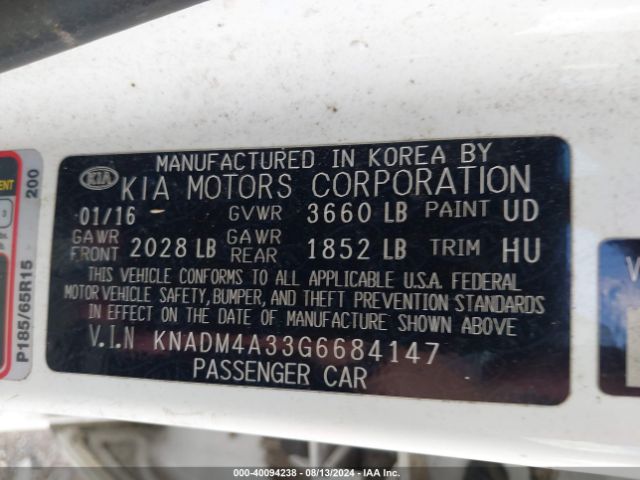 MANUFACTURED IN KOREA BY
KIA KIA MOTORS CORPORATION
01/16 GVWR 3660 LB PAINT UD
GAWR FRONT 2028 LB GAWR REAR 1852 LB TRIM HU
THIS VEHICLE CONFORMS TO ALL APPLICABLE U.S.A. FEDERAL
MOTOR VEHICLE SAFETY, BUMPER, AND THEFT PREVENTION STANDARDS
IN EFFECT ON THE DATE OF MANUFACTURE SHOWN ABOVE
V.I.N KNADM4A33G6684147
PASSENGER CAR
200
P185/65R15
000-40094238 - 08/13/2024 - IAA Inc.